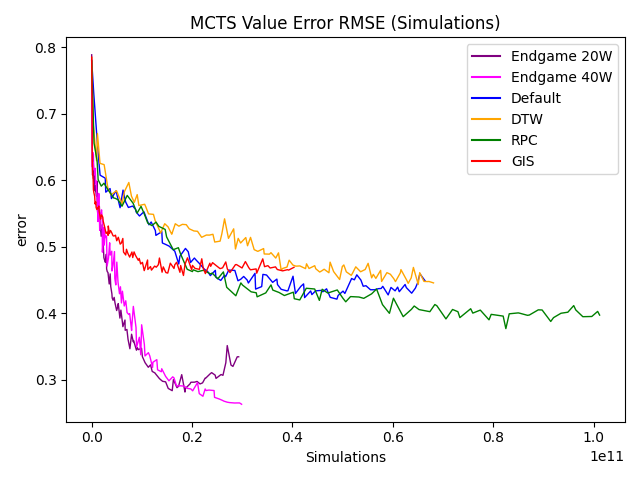 MCTS Value Error RMSE (Simulations)
0.8
0.7
0.6
0.5
0.4
0.3
error
Endgame 20W
Endgame 40W
Default
DTW
RPC
GIS
0.0 0.2 0.4 0.6 0.8 1.0
1e11
Simulations